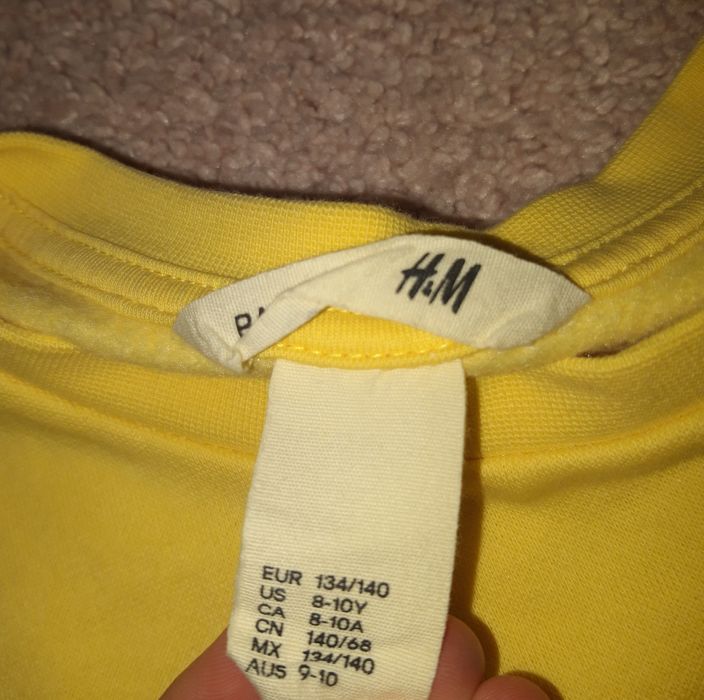 H&M
EUR 134/140
US 8-10Y
CA 8-10A
CN 140/68
MX 134/140
AUS 9-10